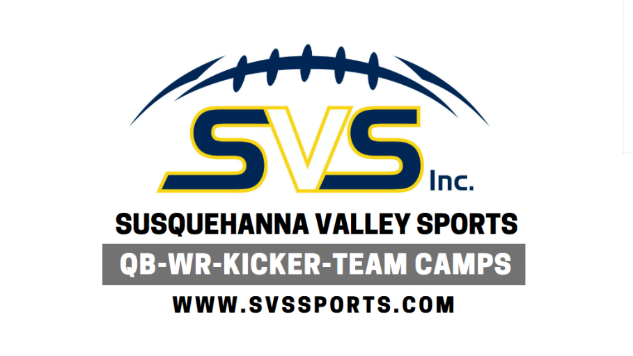 SVS Inc.
SUSQUEHANNA VALLEY SPORTS
QB-WR-KICKER-TEAM CAMPS
WWW.SVSSPORTS.COM